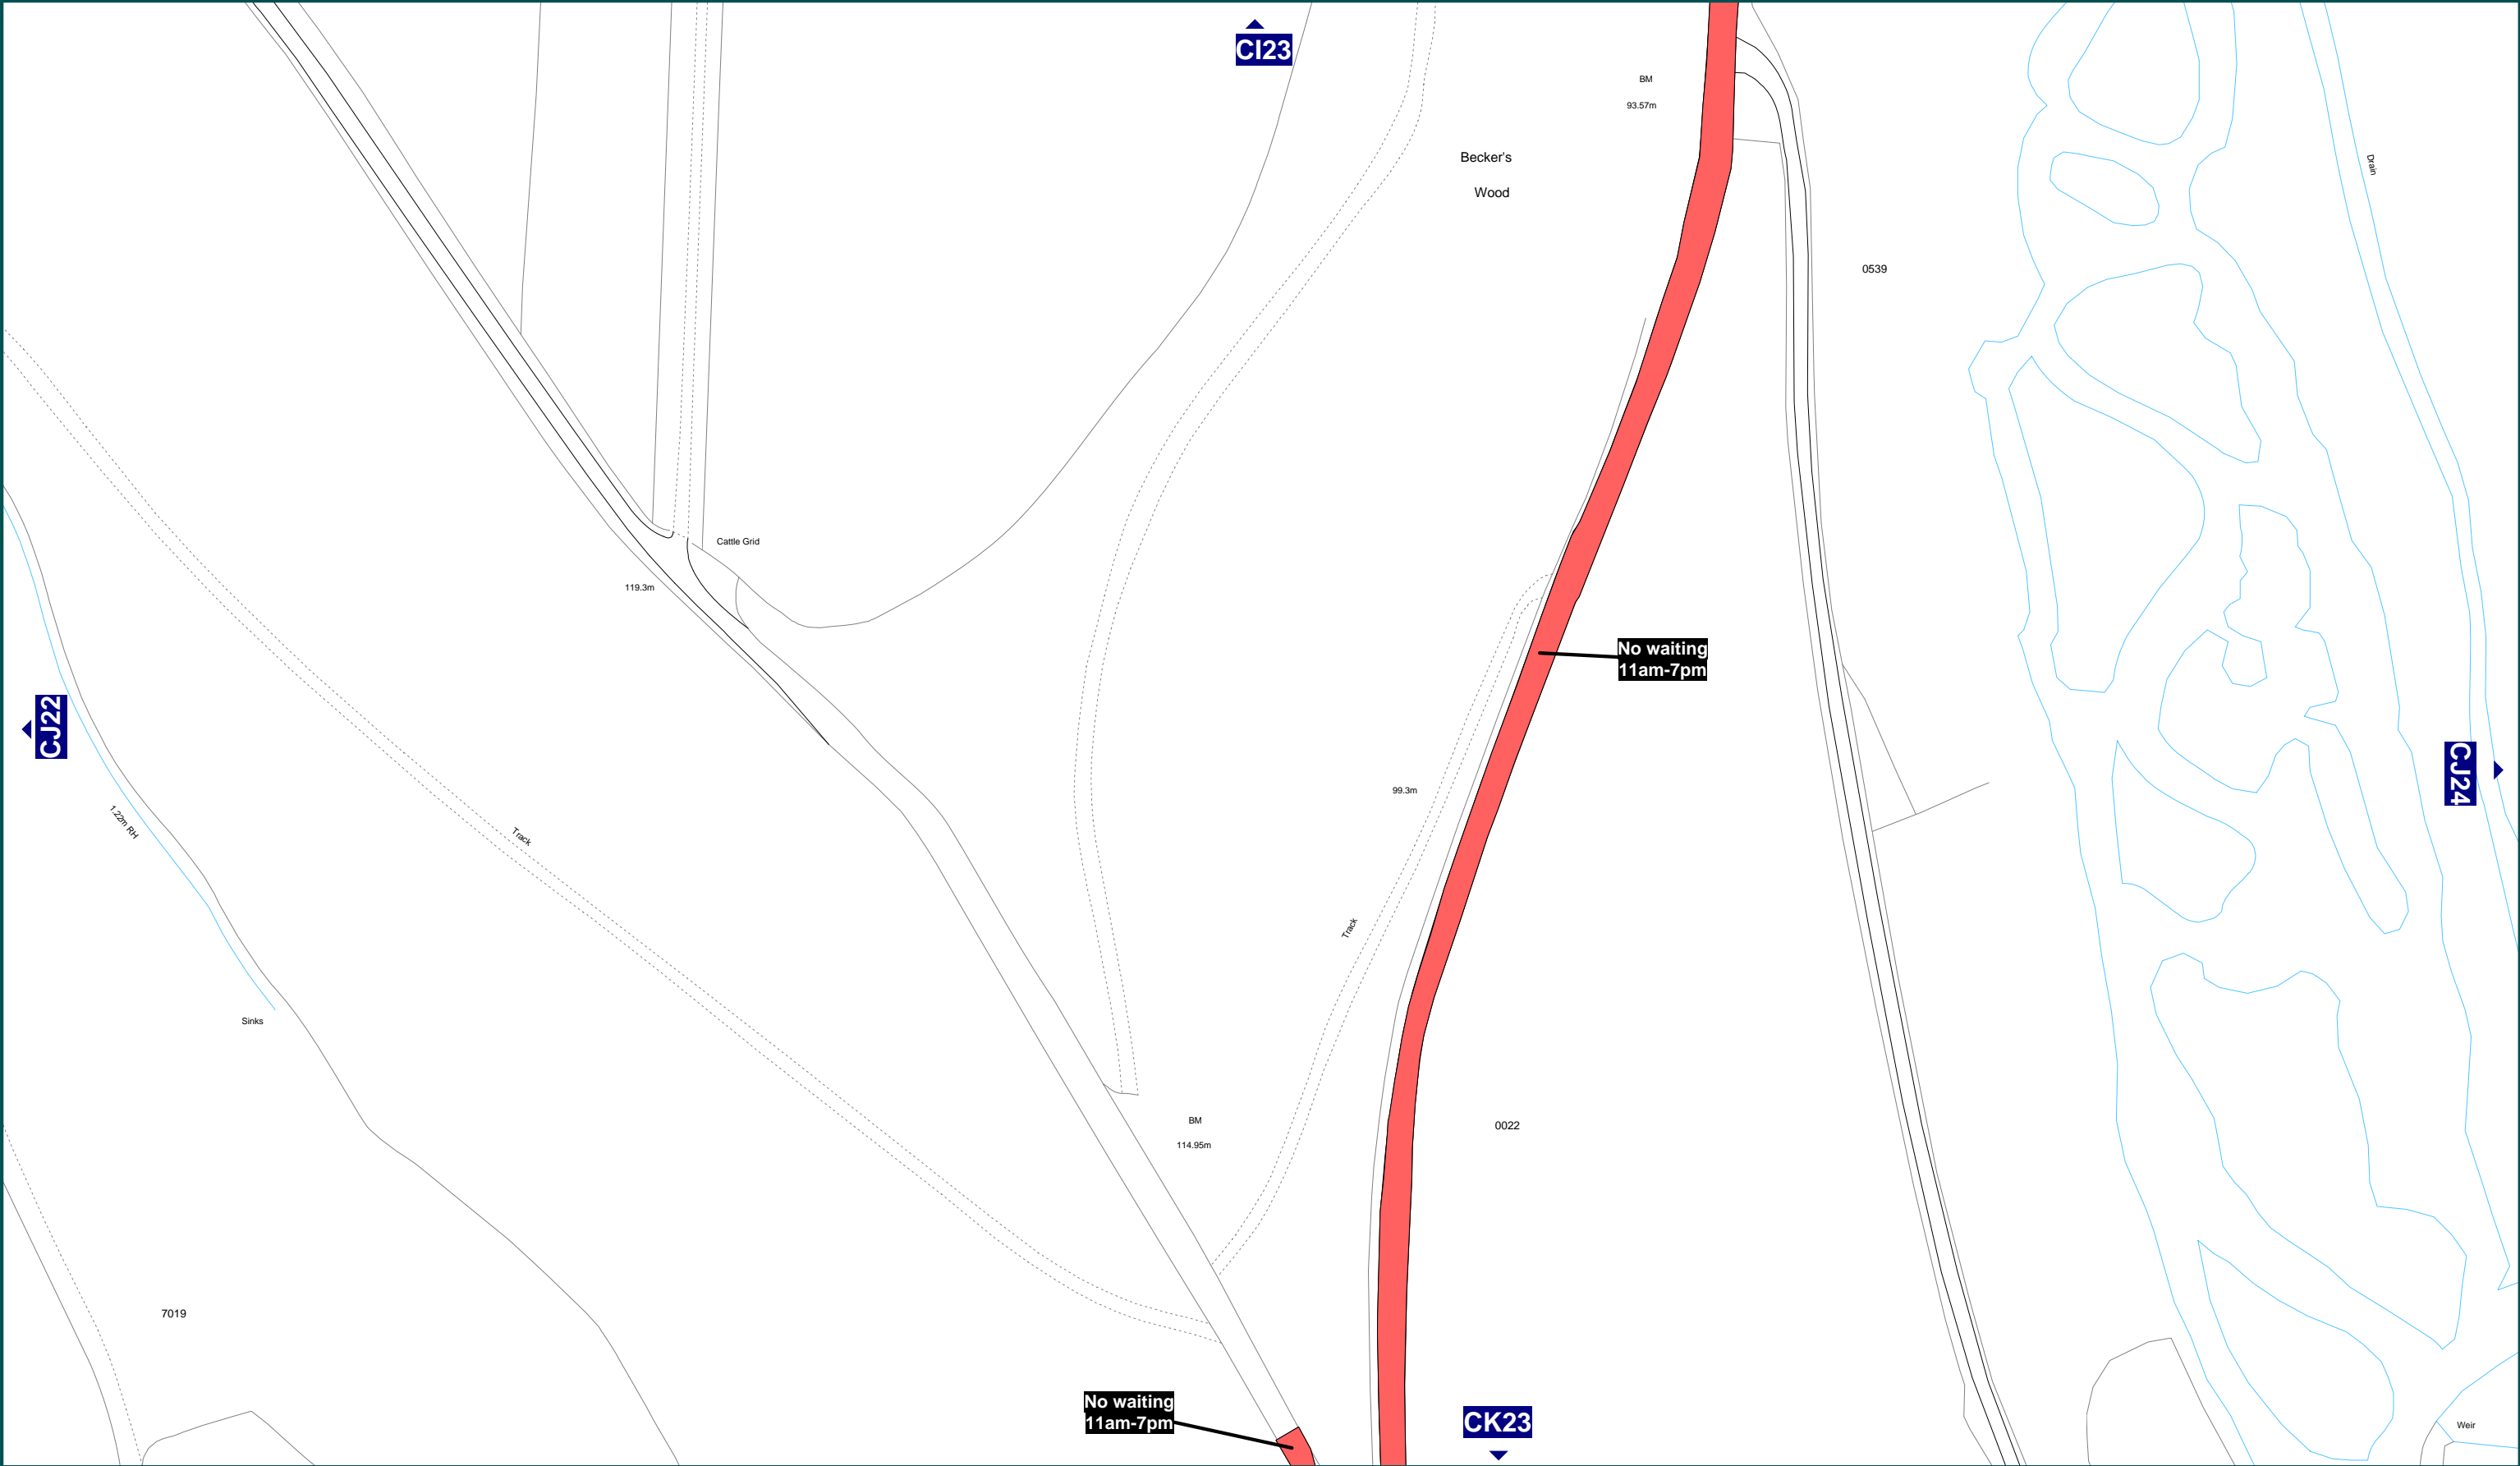 CI23
BM
93.57m
Becker's
Wood
Drain
0539
Cattle Grid
119.3m
No waiting
11am-7pm
CJ22
CJ24
99.3m
1.22m RH
Track
Track
Sinks
BM
114.95m
0022
7019
No waiting
11am-7pm
CK23
Weir